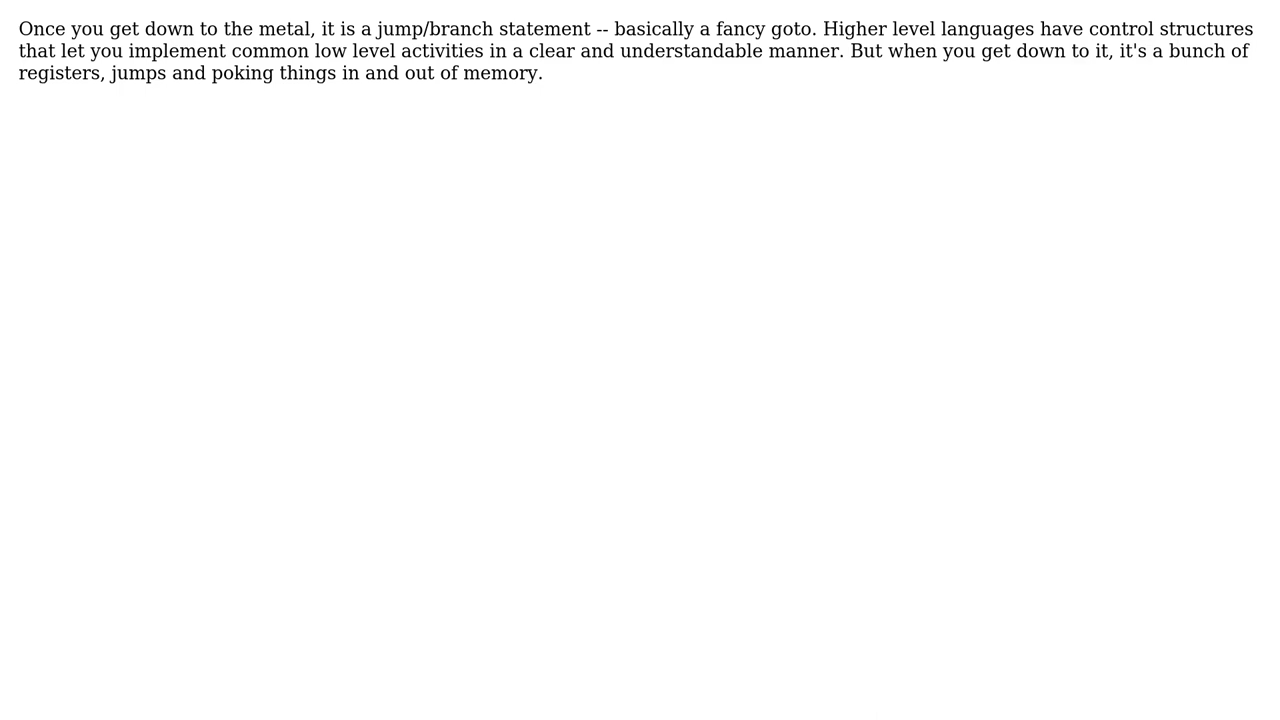 Once you get down to the metal, it is a jump/branch statement -- basically a fancy goto. Higher level languages have control structures
that let you implement common low level activities in a clear and understandable manner. But when you get down to it, it's a bunch of
registers, jumps and poking things in and out of memory.